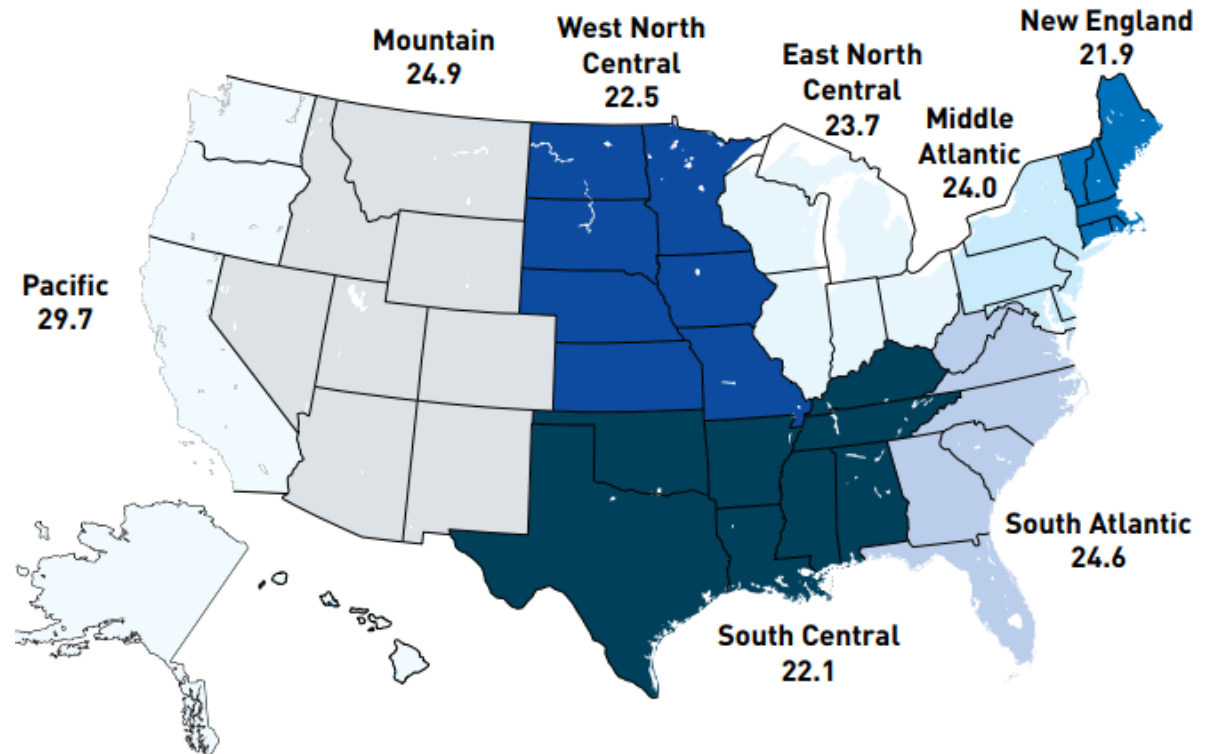 Mountain
24.9
West North
Central
22.5
East North
Central
23.7
Middle
Atlantic
24.0
New England
21.9
Pacific
29.7
South Atlantic
24.6
South Central
22.1